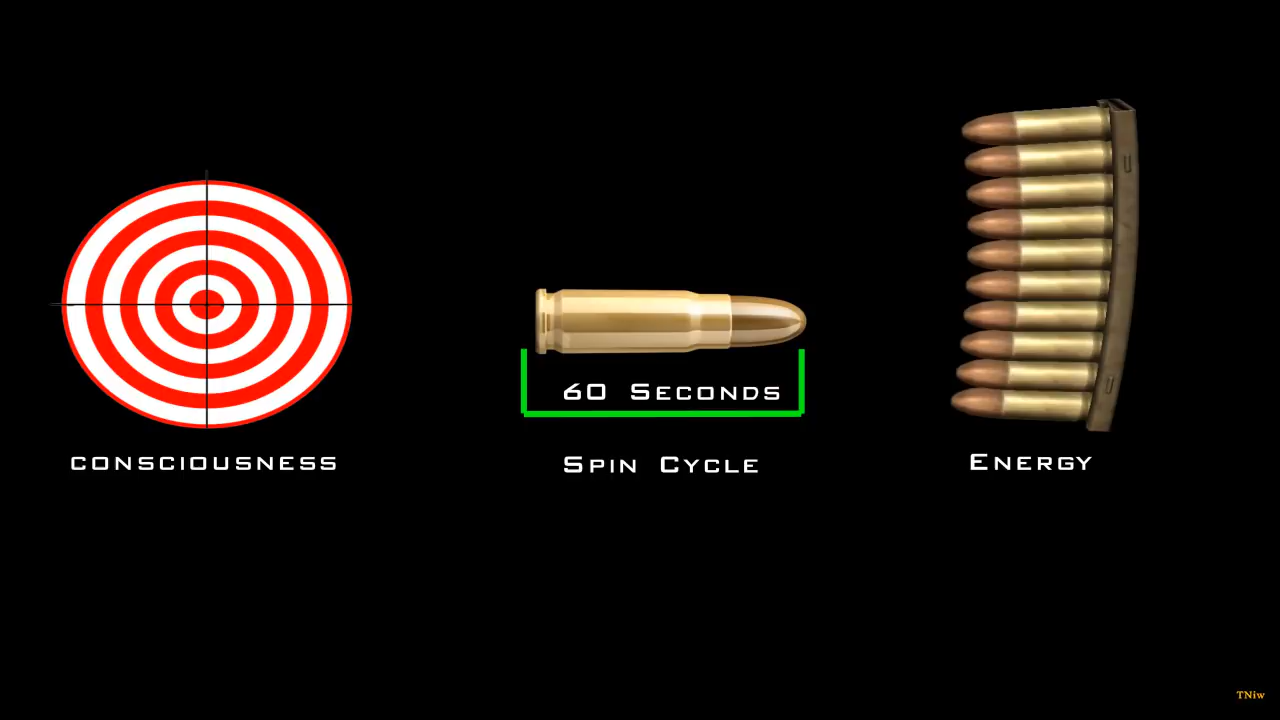 60 Seconds
CONSCIOUSNESS
Spin Cycle
Energy
TNiw